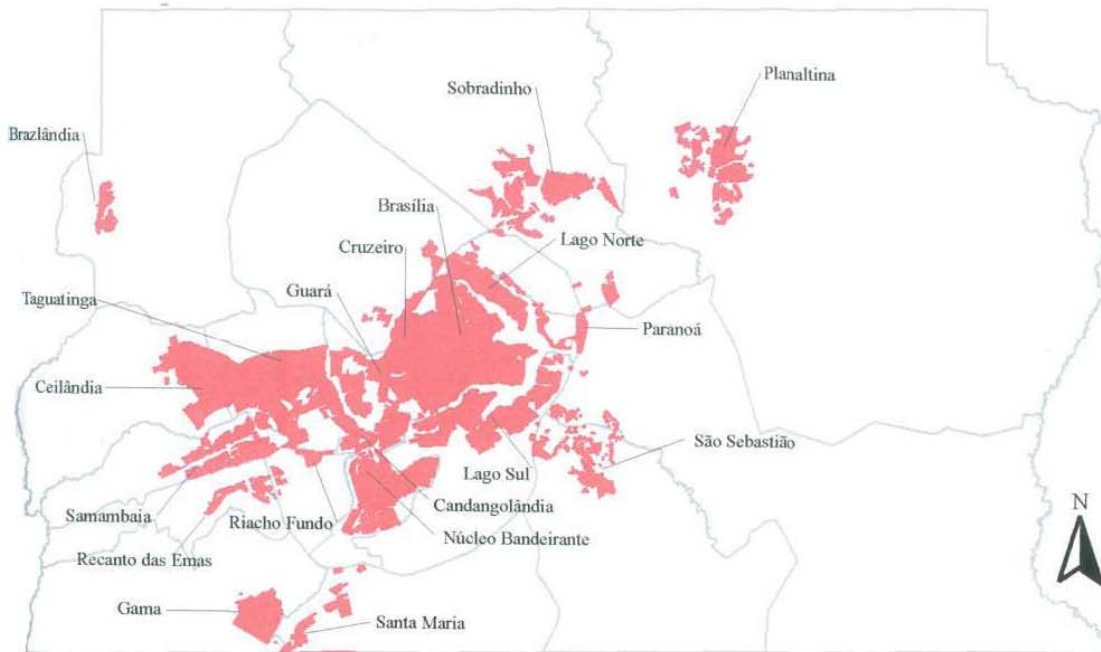 Planaltina
Sobradinho
Brazlândia
Brasília
Lago Norte
Cruzeiro
Guará
Taguatinga
Paranoá
Ceilândia
São Sebastião
Lago Sul
Candangolândia
Samambaia
Riacho Fundo
Núcleo Bandeirante
Recanto das Emas
N
Gama
Santa Maria